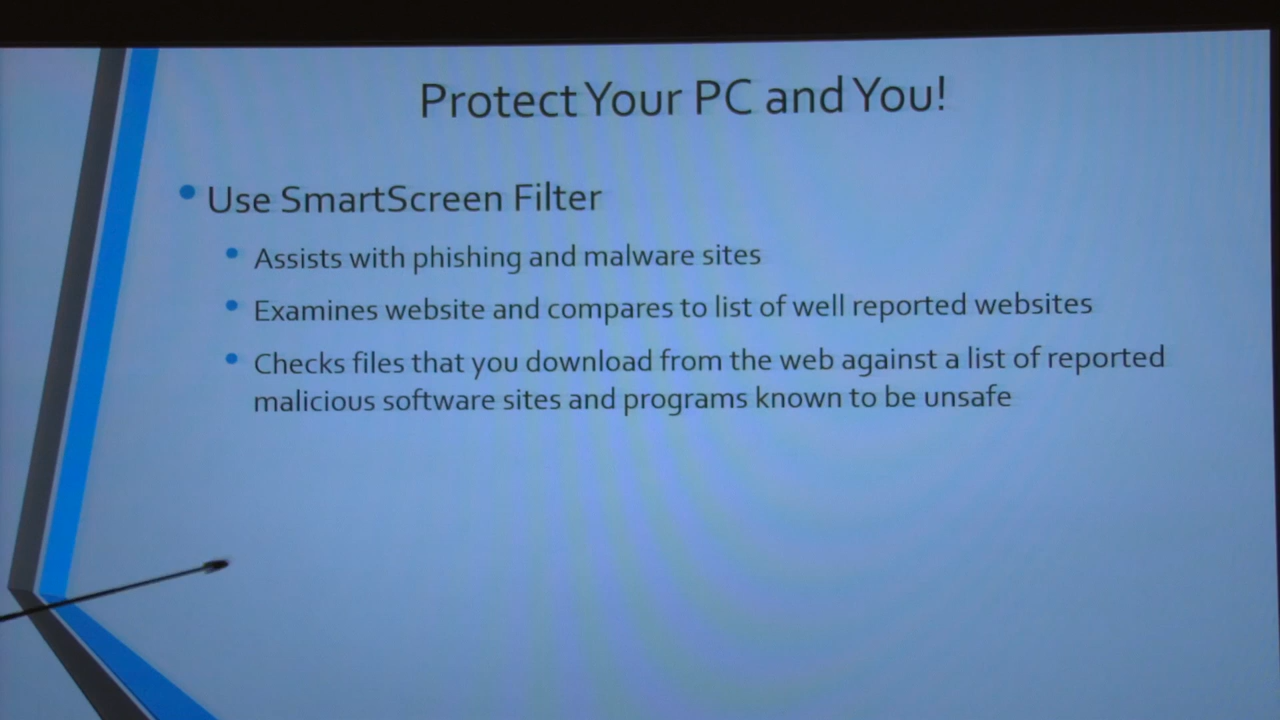 Protect Your PC and You!
• Use SmartScreen Filter
• Assists with phishing and malware sites
• Examines website and compares to list of well reported websites
• Checks files that you download from the web against a list of reported
malicious software sites and programs known to be unsafe